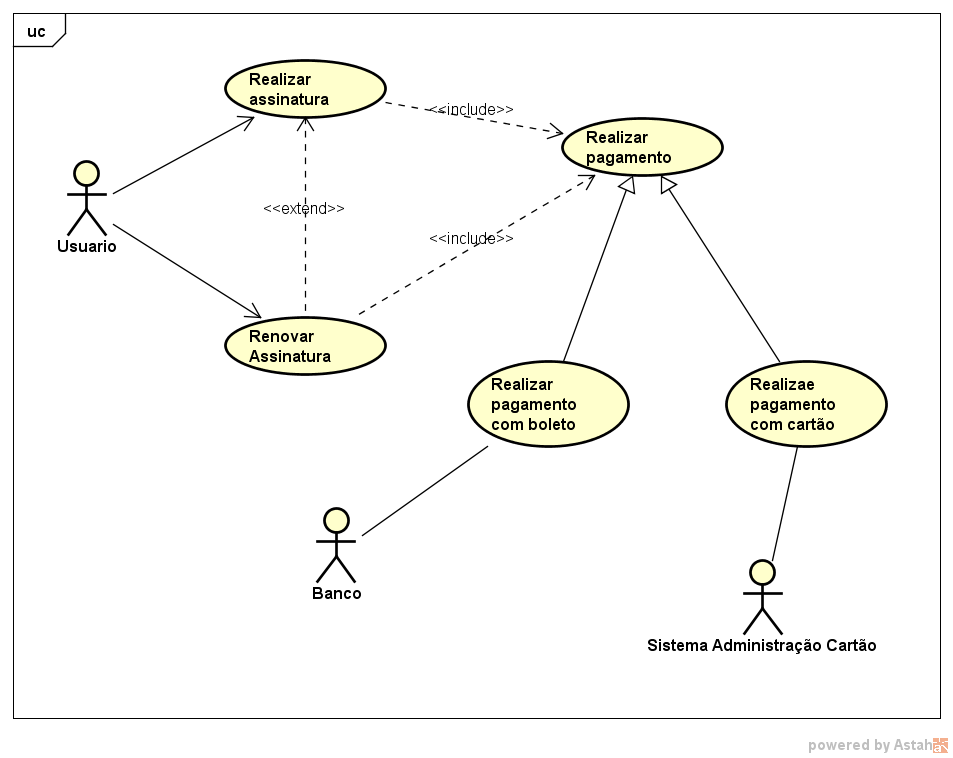 uc
Realizar
assinatura
<<include>>
Realizar
pagamento
Usuario
<<extend>>
<<include>>
Renovar
Assinatura
Realizar
pagamento
com boleto
Realizae
pagamento
com cartão
Banco
Sistema Administração Cartão
powered by Astah